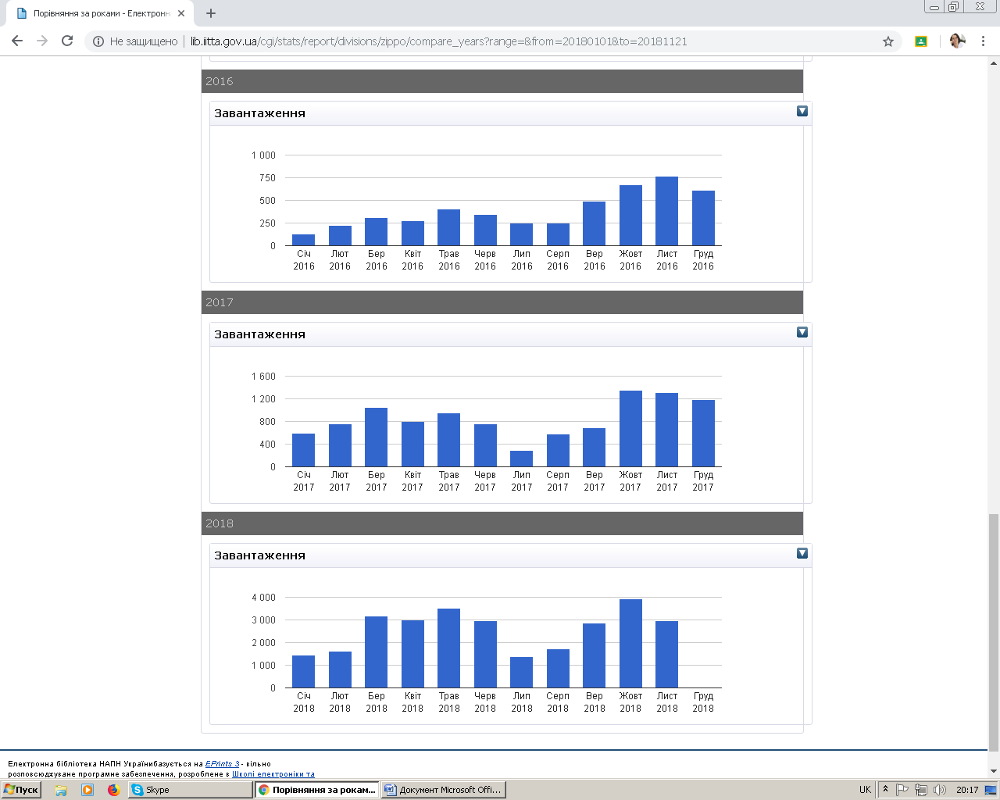 Порівняння за роками - Електронн
Не защищено | lib.iitta.gov.ua/cgi/stats/report/divisions/zippo/compare_years?range=&from=20180101&to=20181121
2016
Завантаження
1 000
750
500
250
0
Січ Лют Бер Квіт Трав Черв Лип Серп Вер Жовт Лист Груд
2016 2016 2016 2016 2016 2016 2016 2016 2016 2016 2016 2016
2017
Завантаження
1 600
1 200
800
400
0
Січ Лют Бер Квіт Трав Черв Лип Серп Вер Жовт Лист Груд
2017 2017 2017 2017 2017 2017 2017 2017 2017 2017 2017 2017
2018
Завантаження
4 000
3 000
2 000
1 000
0
Січ Лют Бер Квіт Трав Черв Лип Серп Вер Жовт Лист Груд
2018 2018 2018 2018 2018 2018 2018 2018 2018 2018 2018 2018
Електронна бібліотека НАПН Українибазується на EPrints 3 - вільно
розповсюджуване програмне забезпечення, розроблене в Школі електроніки та
Пуск Skype Порівняння за рокам... Документ Microsoft Offi... UK 20:17